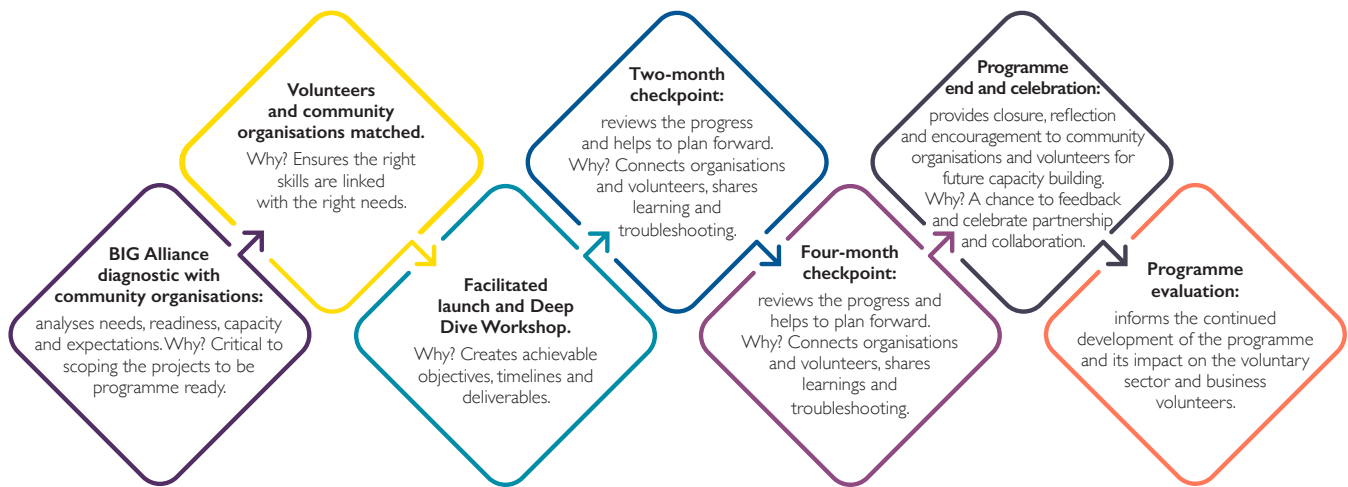 BIG Alliance
diagnostic with
community organisations:
analyses needs, readiness, capacity
and expectations. Why? Critical to
scoping the projects to be
programme ready.
Volunteers
and community
organisations matched.
Why? Ensures the right
skills are linked
with the right needs.
Facilitated
launch and Deep
Dive Workshop.
Why? Creates achievable
objectives, timelines and
deliverables.
Two-month
checkpoint:
reviews the progress
and helps to plan forward.
Why? Connects organisations
and volunteers, shares
learning and
troubleshooting.
Four-month
checkpoint:
reviews the progress and
helps to plan forward.
Why? Connects organisations
and volunteers, shares
learnings and
troubleshooting.
Programme
end and celebration:
provides closure, reflection
and encouragement to community
organisations and volunteers for
future capacity building.
Why? A chance to feedback
and celebrate partnership
and collaboration.
Programme
evaluation:
informs the continued
development of the programme
and its impact on the voluntary
sector and business
volunteers.